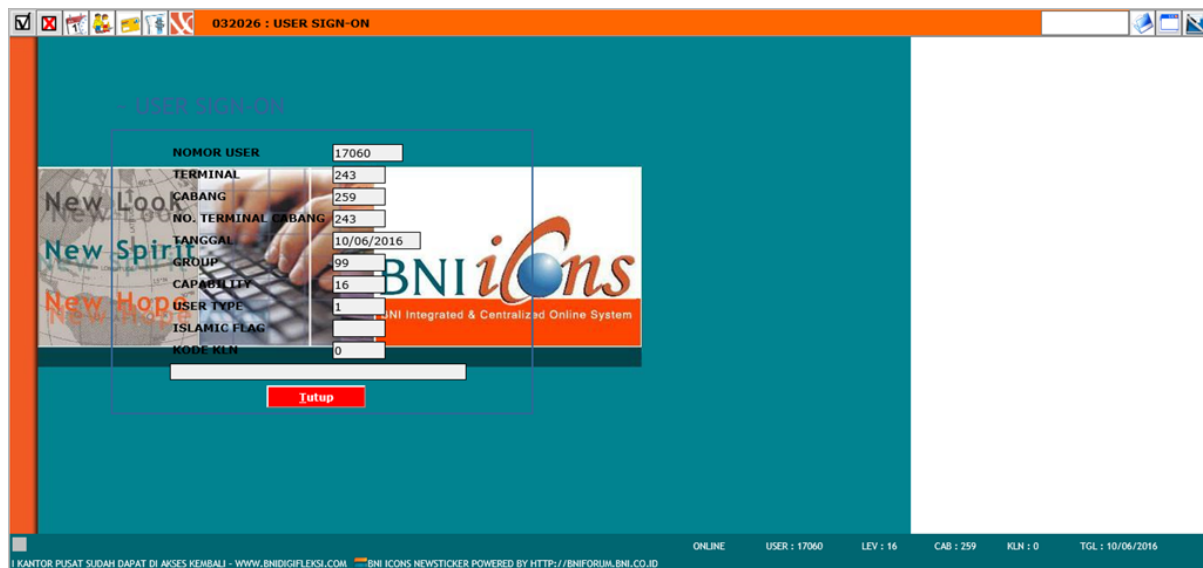 032026 : USER SIGN-ON
- USER SIGN-ON
NOMOR USER 17060
TERMINAL 243
CABANG 259
NO. TERMINAL CABANG 243
TANGGAL 10/06/2016
GROUP 99
CAPABILITY 16
USER TYPE 1
ISLAMIC FLAG
KODE KLN 0
Tutup
New Look
New Spirit
New Hope
BNI icons
BNI Integrated & Centralized Online System
ONLINE USER : 17060 LEV : 16 CAB : 259 KLN : 0 TGL : 10/06/2016
I KANTOR PUSAT SUDAH DAPAT DI AKSES KEMBALI - WWW.BNIDIGIFLEKSI.COM BNI ICONS NEWSTICKER POWERED BY HTTP://BNIFORUM.BNI.CO.ID